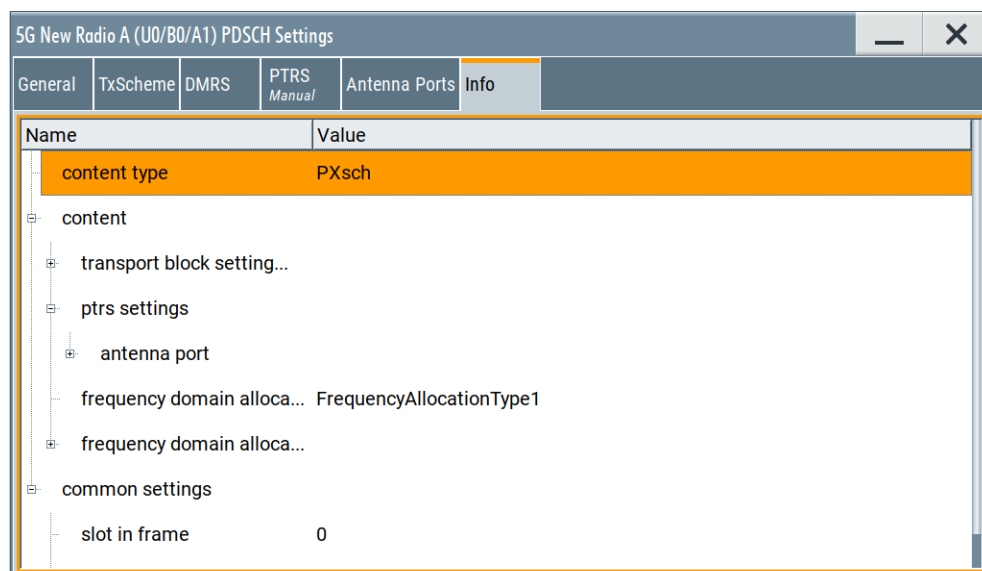 5G New Radio A (U0/B0/A1) PDSCH Settings
General TxScheme DMRS PTRS Manual Antenna Ports Info
Name Value
content type PXsch
content
transport block setting...
ptrs settings
antenna port
frequency domain alloca... FrequencyAllocationType1
frequency domain alloca...
common settings
slot in frame 0